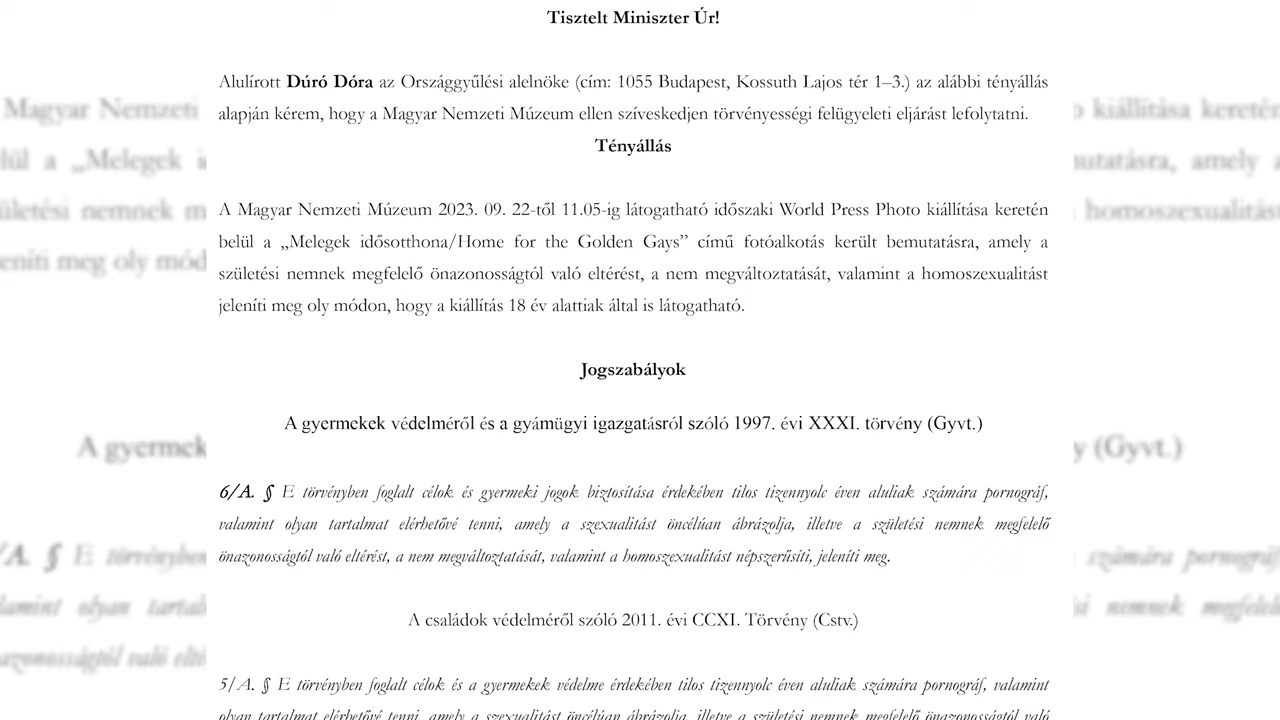 Tisztelt Miniszter Úr!
Alulírott Dúró Dóra az Országgyűlési alelnöke (cím: 1055 Budapest, Kossuth Lajos tér 1–3.) az alábbi tényállás
alapján kérem, hogy a Magyar Nemzeti Múzeum ellen szíveskedjen törvényességi felügyeleti eljárást lefolytatni.
Tényállás
A Magyar Nemzeti Múzeum 2023. 09. 22-től 11.05-ig látogatható időszaki World Press Photo kiállítása keretén
belül a „Melegek idősotthona/Home for the Golden Gays” című fotóalkotás került bemutatásra, amely a
születési nemnek megfelelő önazonosságtól való eltérést, a nem megváltoztatását, valamint a homoszexualitást
jeleníti meg oly módon, hogy a kiállítás 18 év alattiak által is látogatható.
Jogszabályok
A gyermekek védelméről és a gyámügyi igazgatásról szóló 1997. évi XXXI. törvény (Gyvt.)
6/A. § E törvényben foglalt célok és gyermeki jogok biztosítása érdekében tilos tizennyolc éven aluliak számára pornográf,
valamint olyan tartalmat elérhetővé tenni, amely a szexualitást öncélúan ábrázolja, illetve a születési nemnek megfelelő
önazonosságtól való eltérést, a nem megváltoztatását, valamint a homoszexualitást népszerűsíti, jeleníti meg.
A családok védelméről szóló 2011. évi CCXI. Törvény (Cstv.)
5/A. § E törvényben foglalt célok és a gyermekek védelme érdekében tilos tizennyolc éven aluliak számára pornográf, valamint
olyan tartalmat elérhetővé tenni, amely a szexualitást öncélúan ábrázolja, illetve a születési nemnek megfelelő önazonosságtól való